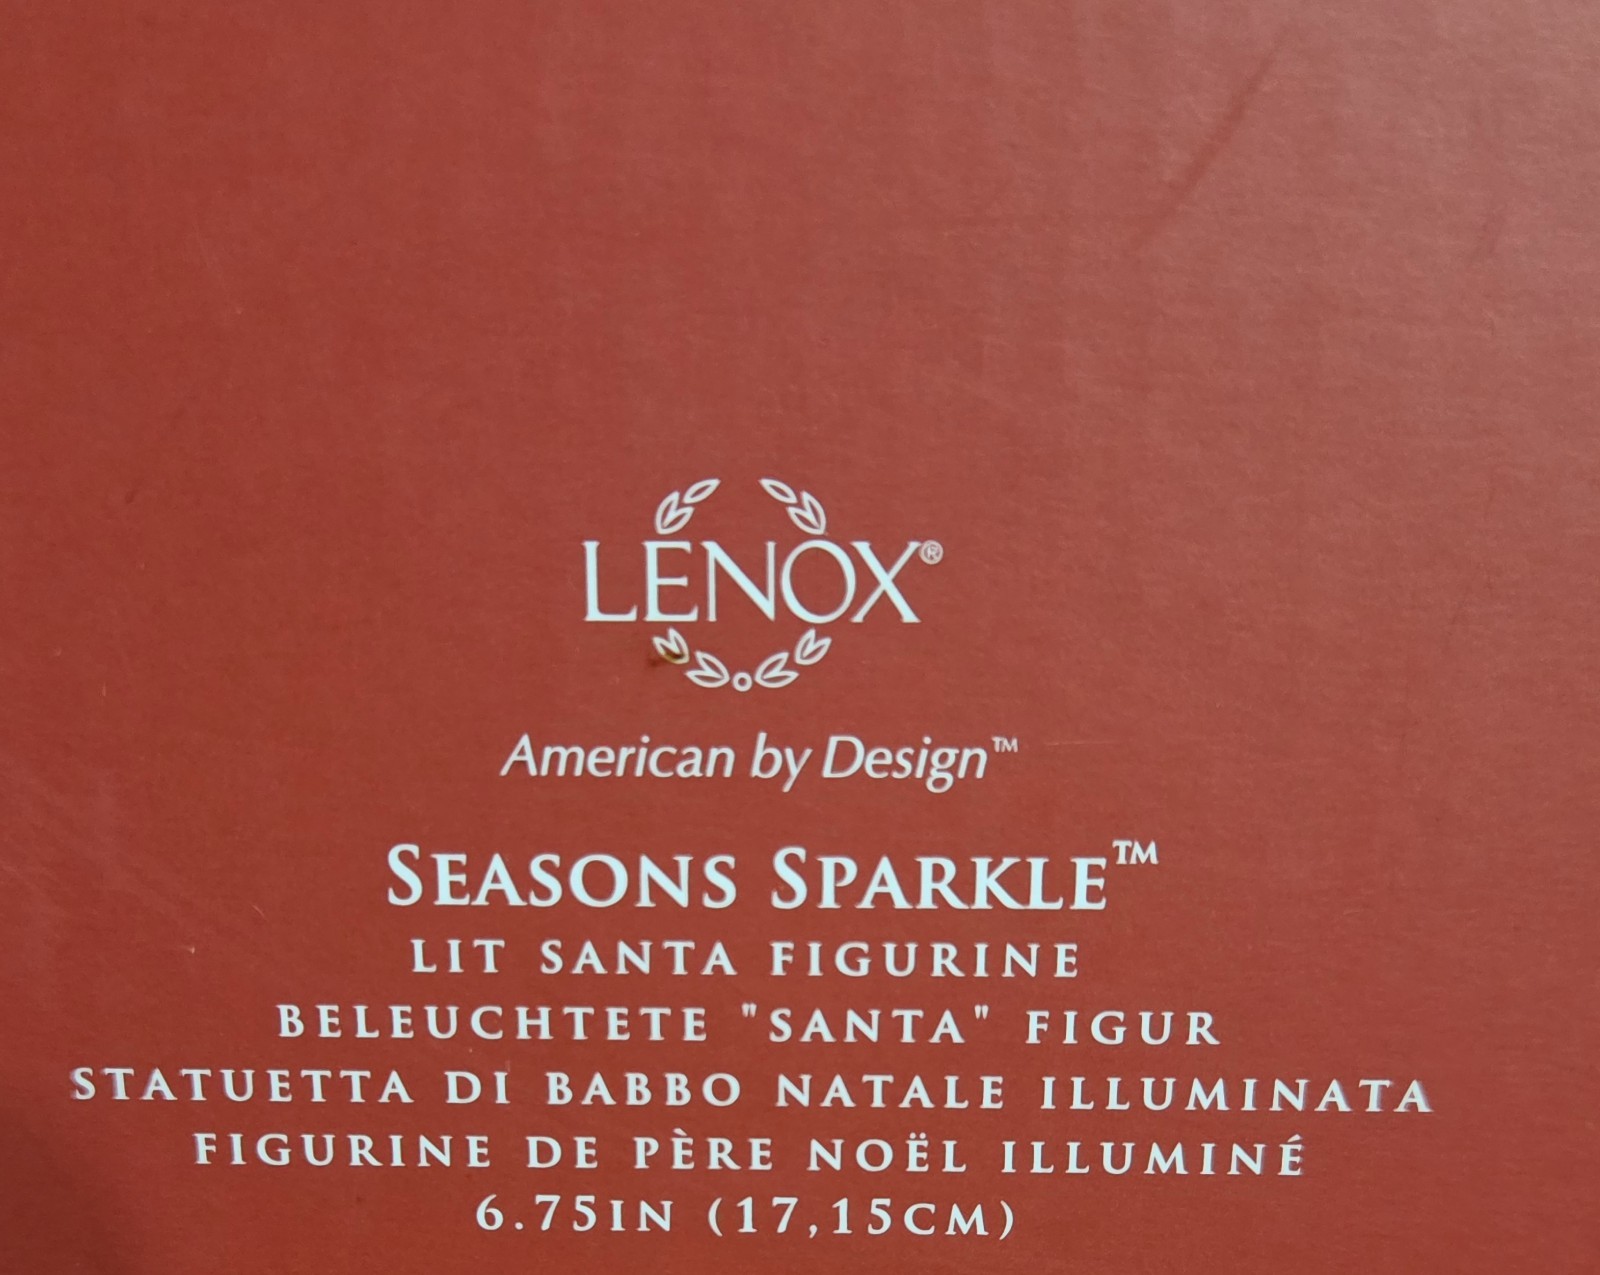 LENOX®
American by Design™
SEASONS SPARKLE™
LIT SANTA FIGURINE
BELEUCHTETE "SANTA" FIGUR
STATUETTA DI BABBO NATALE ILLUMINATA
FIGURINE DE PÈRE NOËL ILLUMINÉ
6.75IN (17,15CM)